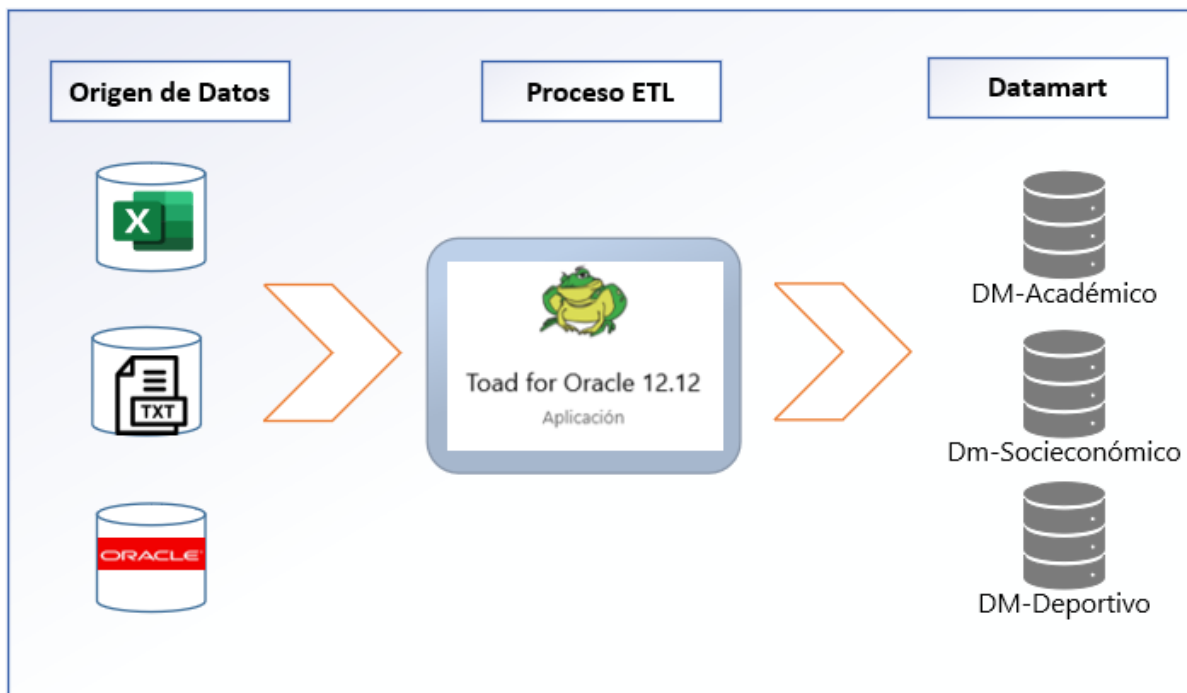 Origen de Datos
Proceso ETL
Datamart
X
TXT
ORACLE
Toad for Oracle 12.12
Aplicación
DM-Académico
Dm-Socieconómico
DM-Deportivo